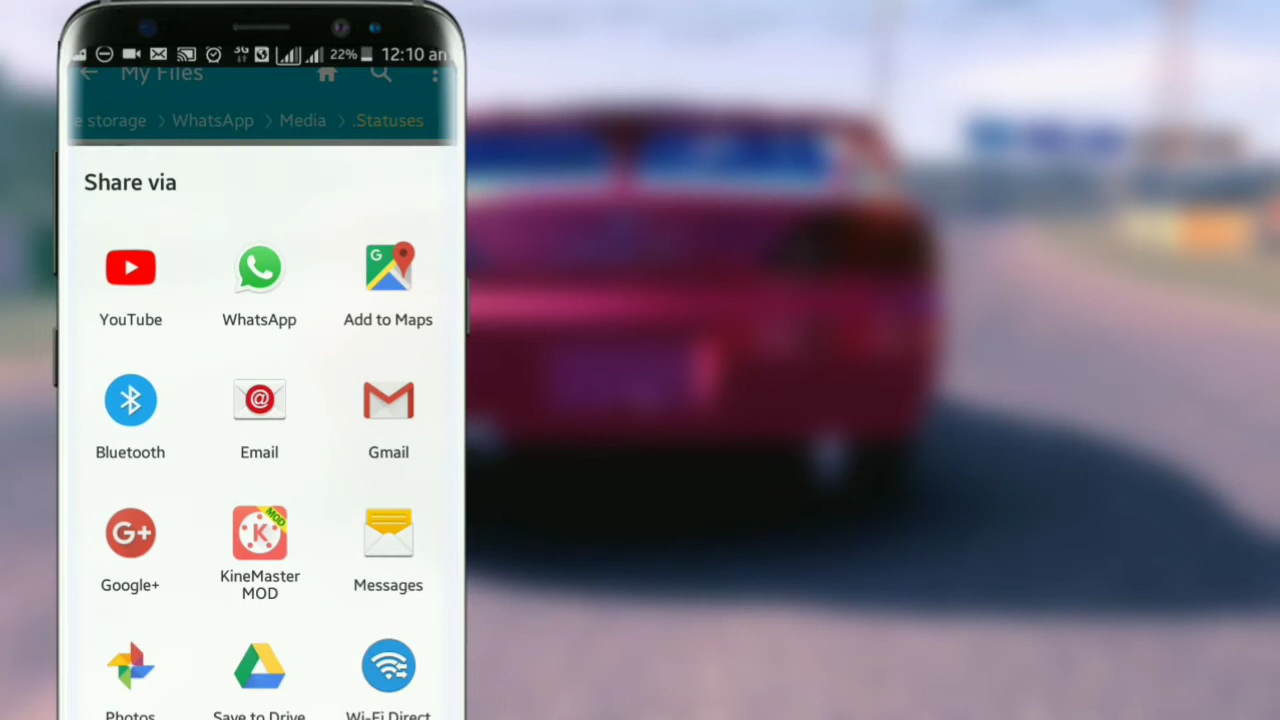 3G 22% 12:10 am
My Files
e storage > WhatsApp > Media > .Statuses
Share via
YouTube WhatsApp Add to Maps
Bluetooth Email Gmail
Google+ KineMaster MOD Messages
Photos Save to Drive Wi-Fi Direct